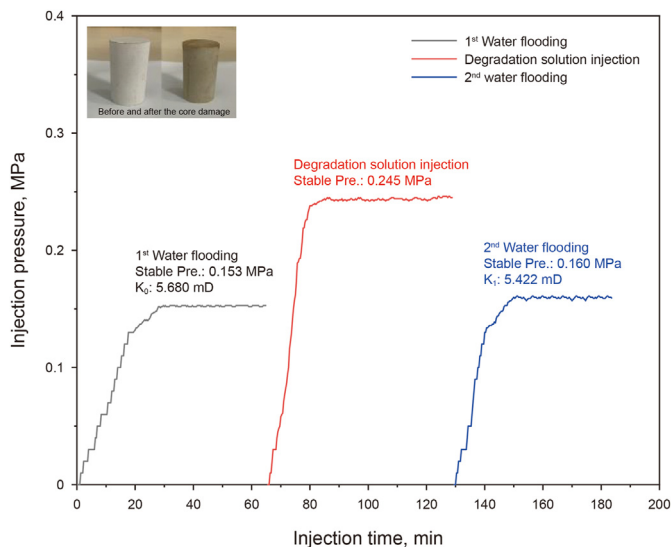 0.4
0.3
0.2
0.1
0
Injection pressure, MPa
Before and after the core damage
1st Water flooding
Degradation solution injection
2nd water flooding
Degradation solution injection
Stable Pre.: 0.245 MPa
1st Water flooding
Stable Pre.: 0.153 MPa
K₀: 5.680 mD
2nd Water flooding
Stable Pre.: 0.160 MPa
K₁: 5.422 mD
0 20 40 60 80 100 120 140 160 180 200
Injection time, min